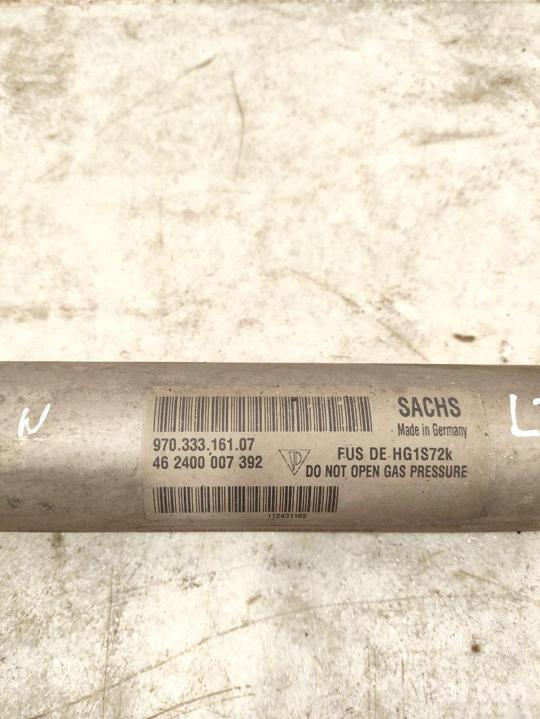 SACHS
Made in Germany
970.333.161.07
46 2400 007 392
FUS DE HG1S72k
DO NOT OPEN GAS PRESSURE
112431182
N